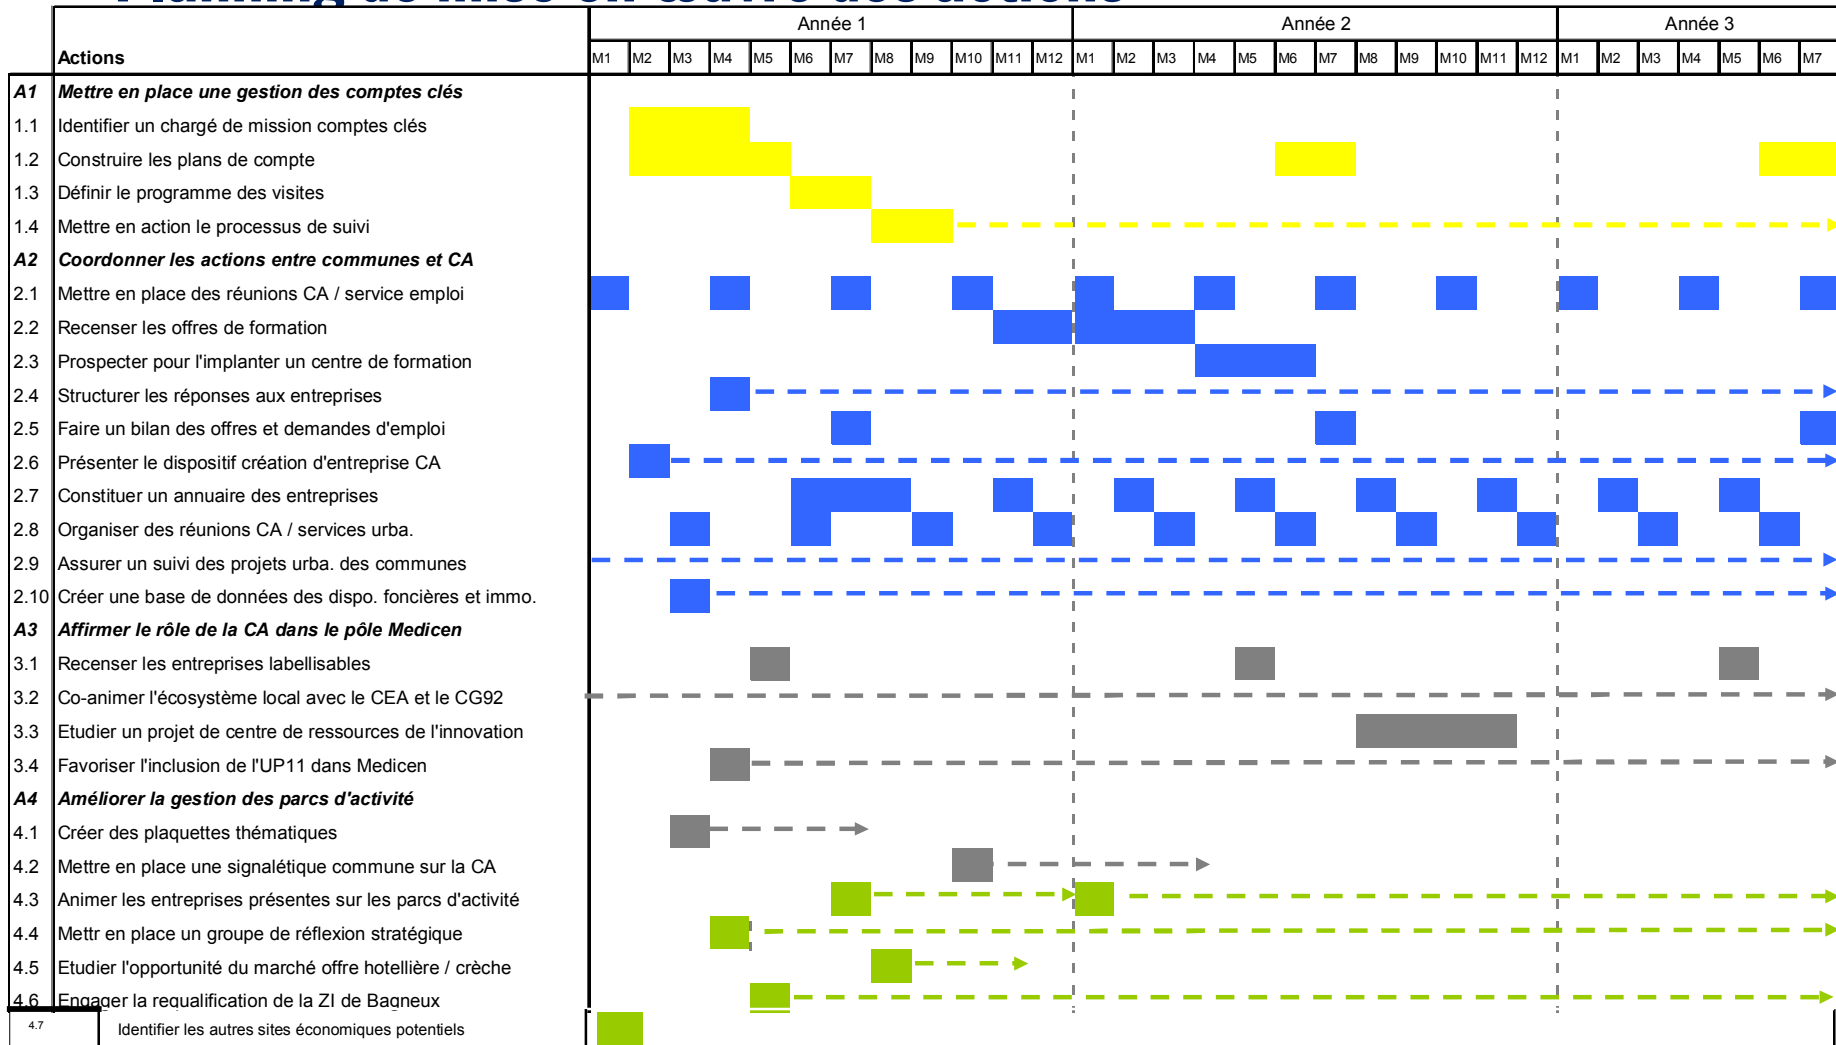 Planning de mise en œuvre des actions
Année 1 Année 2 Année 3
Actions M1 M2 M3 M4 M5 M6 M7 M8 M9 M10 M11 M12 M1 M2 M3 M4 M5 M6 M7 M8 M9 M10 M11 M12 M1 M2 M3 M4 M5 M6 M7
A1 Mettre en place une gestion des comptes clés
1.1 Identifier un chargé de mission comptes clés
1.2 Construire les plans de compte
1.3 Définir le programme des visites
1.4 Mettre en action le processus de suivi
A2 Coordonner les actions entre communes et CA
2.1 Mettre en place des réunions CA / service emploi
2.2 Recenser les offres de formation
2.3 Prospecter pour l'implanter un centre de formation
2.4 Structurer les réponses aux entreprises
2.5 Faire un bilan des offres et demandes d'emploi
2.6 Présenter le dispositif création d'entreprise CA
2.7 Constituer un annuaire des entreprises
2.8 Organiser des réunions CA / services urba.
2.9 Assurer un suivi des projets urba. des communes
2.10 Créer une base de données des dispo. foncières et immo.
A3 Affirmer le rôle de la CA dans le pôle Medicen
3.1 Recenser les entreprises labellisables
3.2 Co-animer l'écosystème local avec le CEA et le CG92
3.3 Etudier un projet de centre de ressources de l'innovation
3.4 Favoriser l'inclusion de l'UP11 dans Medicen
A4 Améliorer la gestion des parcs d'activité
4.1 Créer des plaquettes thématiques
4.2 Mettre en place une signalétique commune sur la CA
4.3 Animer les entreprises présentes sur les parcs d'activité
4.4 Mettr en place un groupe de réflexion stratégique
4.5 Etudier l'opportunité du marché offre hotellière / crèche
4.6 Engager la requalification de la ZI de Bagneux
4.7 Identifier les autres sites économiques potentiels